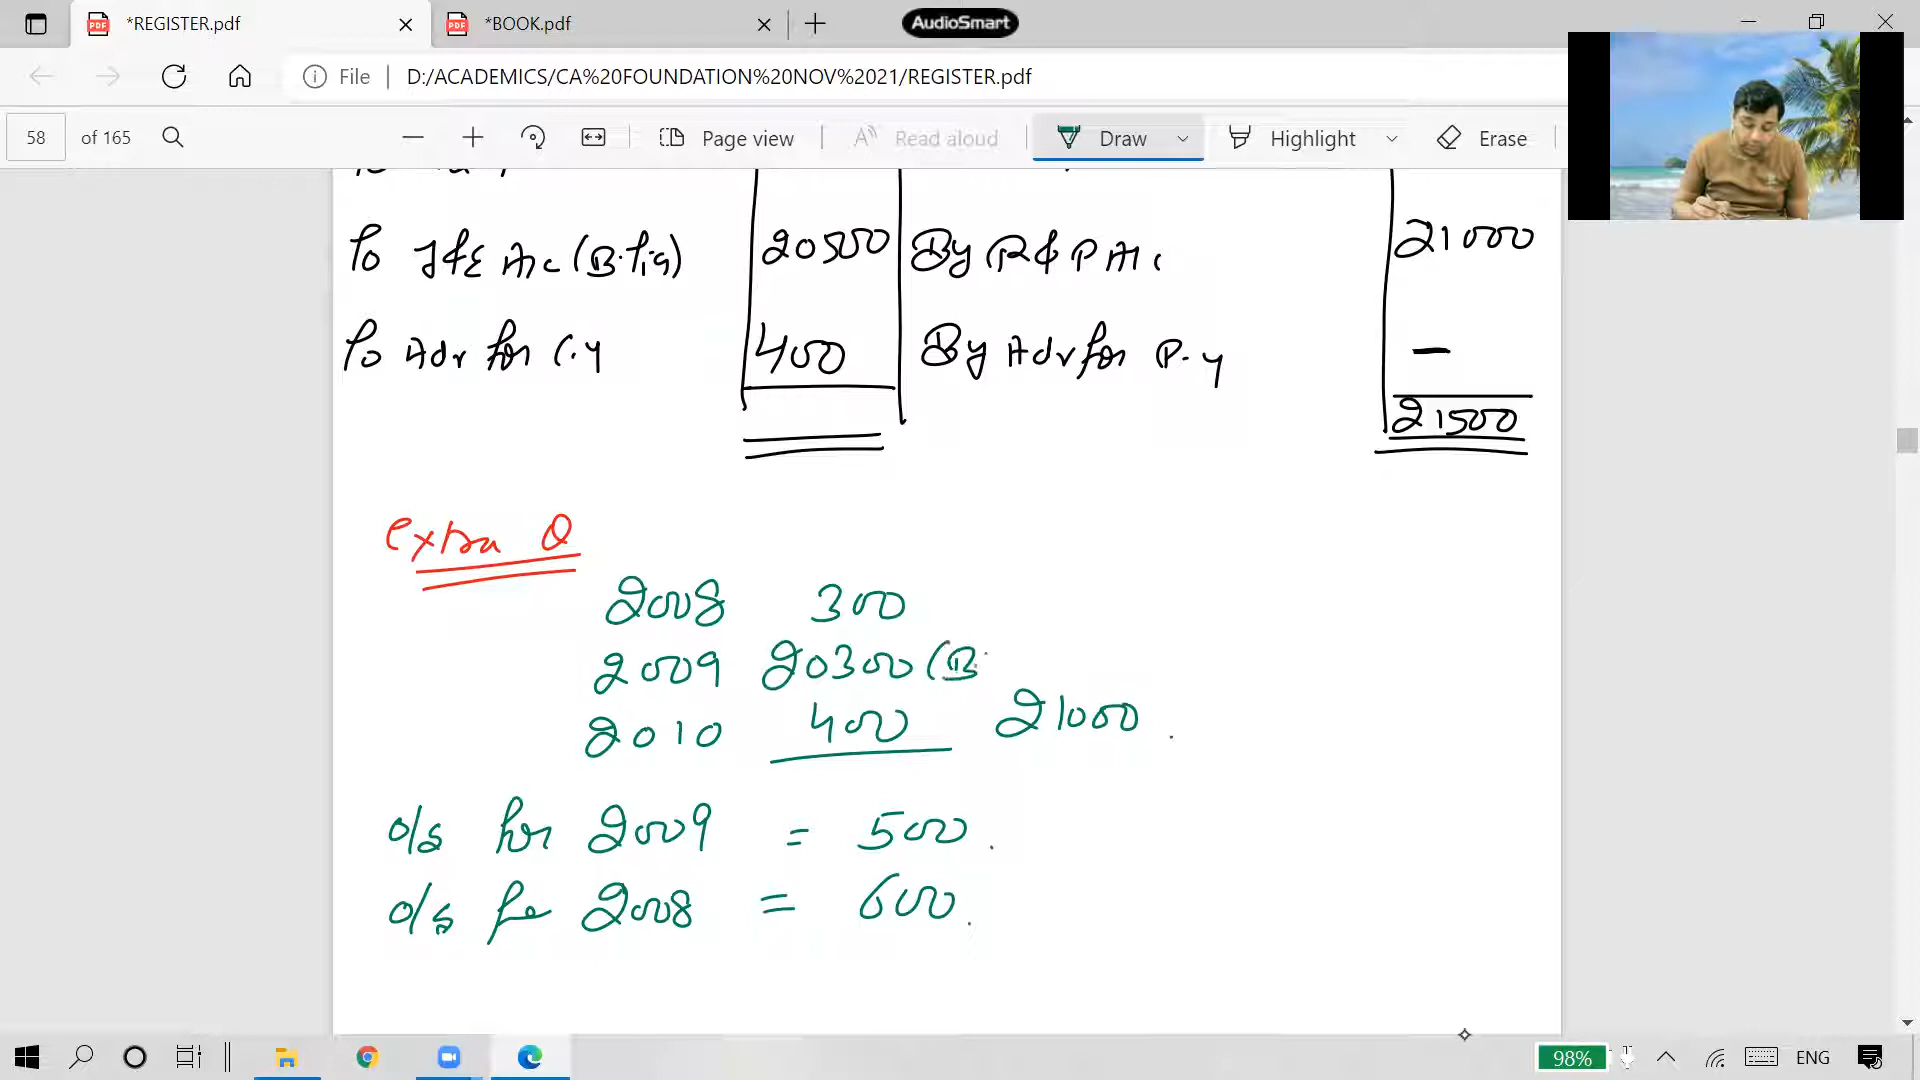 *REGISTER.pdf
*BOOK.pdf
AudioSmart
File
D:/ACADEMICS/CA%20FOUNDATION%20NOV%2021/REGISTER.pdf
58 of 165
Page view
Read aloud
Draw
Highlight
Erase
To I&E A/c (B.fig) 20500 By R&P A/c 21000
To Adv for C.Y 400 By Adv for P.Y —
21500
Extra Q
2008 300
2009 20300 (B
2010 400 21000
o/s for 2009 = 500
o/s for 2008 = 600
98%
ENG